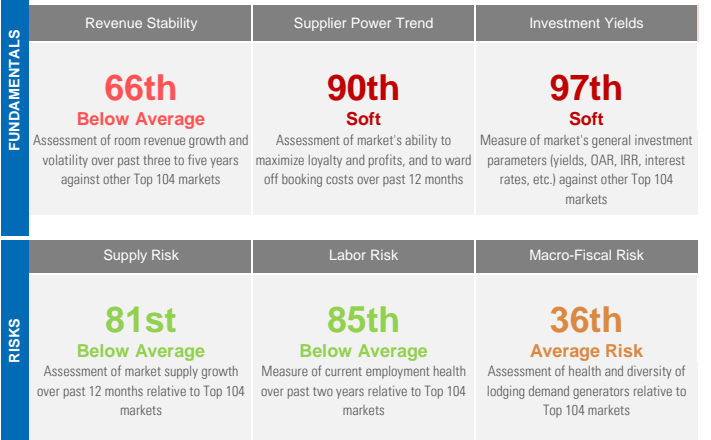 FUNDAMENTALS
Revenue Stability
66th
Below Average
Assessment of room revenue growth and
volatility over past three to five years
against other Top 104 markets
Supplier Power Trend
90th
Soft
Assessment of market's ability to
maximize loyalty and profits, and to ward
off booking costs over past 12 months
Investment Yields
97th
Soft
Measure of market's general investment
parameters (yields, OAR, IRR, interest
rates, etc.) against other Top 104
markets
RISKS
Supply Risk
81st
Below Average
Assessment of market supply growth
over past 12 months relative to Top 104
markets
Labor Risk
85th
Below Average
Measure of current employment health
over past two years relative to Top 104
markets
Macro-Fiscal Risk
36th
Average Risk
Assessment of health and diversity of
lodging demand generators relative to
Top 104 markets